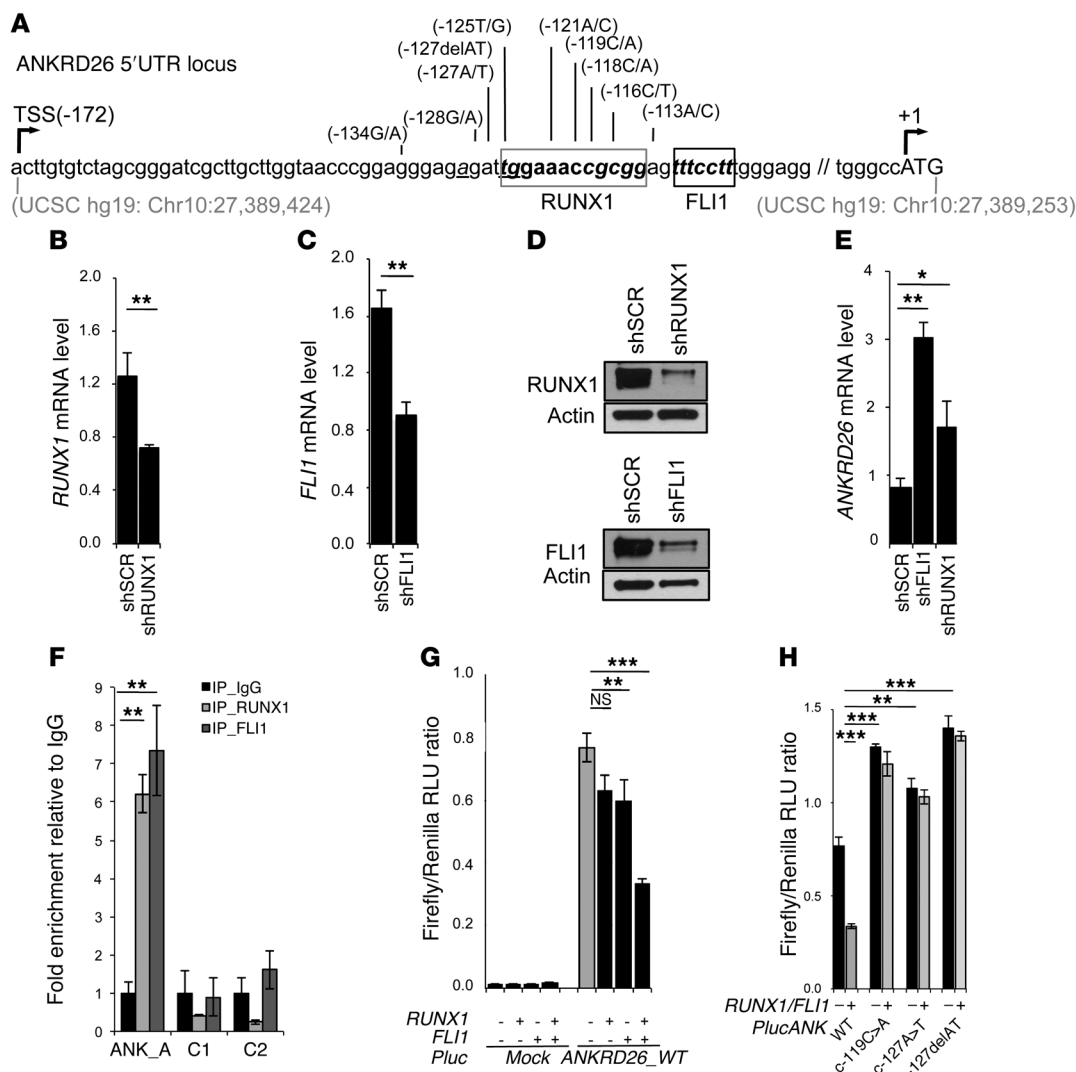 A
ANKRD26 5′UTR locus
(-125T/G)
(-121A/C)
(-127delAT)
(-119C/A)
(-127A/T)
(-118C/A)
(-116C/T)
(-128G/A)
(-113A/C)
(-134G/A)
TSS(-172)
+1
acttgtgtctagcgggatcgcttgcttggtaacccggagggagagattggaaaccgcggagtttccttтgggagg // tgggccATG
RUNX1
FLI1
(UCSC hg19: Chr10:27,389,424)
(UCSC hg19: Chr10:27,389,253)
B
RUNX1 mRNA level
2.0
1.6
1.2
0.8
0.4
0.0
**
shSCR
shRUNX1
C
FLI1 mRNA level
2.0
1.6
1.2
0.8
0.4
0.0
**
shSCR
shFLI1
D
shSCR
shRUNX1
RUNX1
Actin
shSCR
shFLI1
FLI1
Actin
E
ANKRD26 mRNA level
4
3
2
1
0
*
**
shSCR
shFLI1
shRUNX1
F
Fold enrichment relative to IgG
9
8
7
6
5
4
3
2
1
0
**
**
IP_IgG
IP_RUNX1
IP_FLI1
ANK_A C1 C2
G
Firefly/Renilla RLU ratio
1.0
0.8
0.6
0.4
0.2
0.0
***
**
NS
RUNX1 - + - + - + - +
FLI1 - - + + - - + +
Pluc Mock ANKRD26_WT
H
Firefly/Renilla RLU ratio
1.5
1.0
0.5
0.0
***
**
***
***
RUNX1/FLI1 − + − + − + − +
PlucANK
WT
c-119C>A
c-127A>T
-127delAT